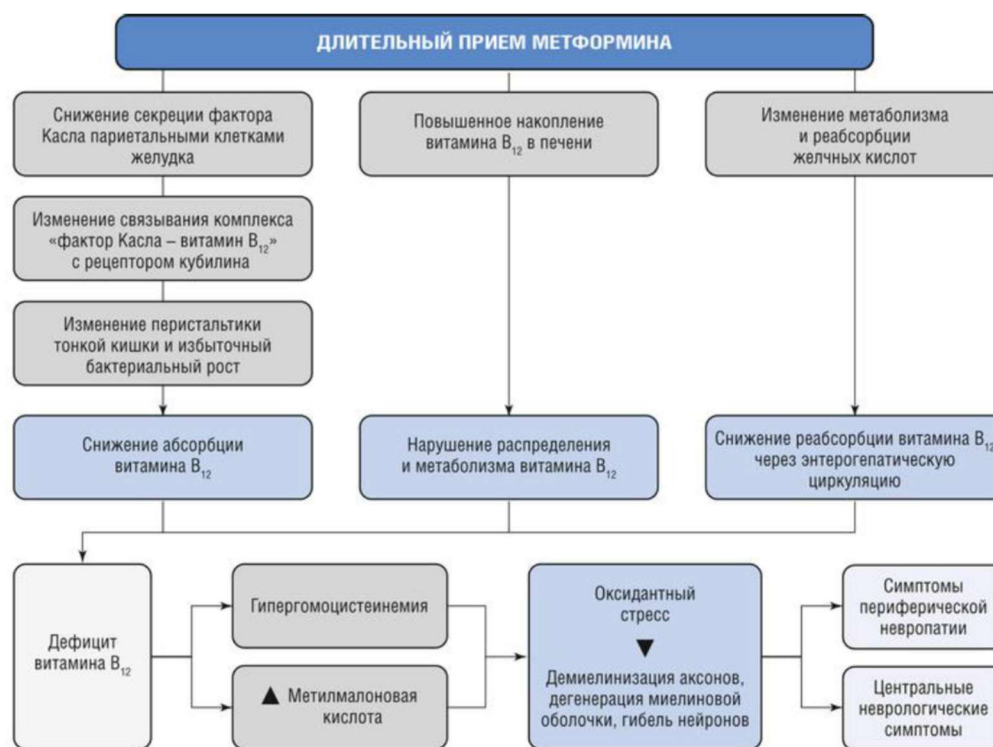 ДЛИТЕЛЬНЫЙ ПРИЕМ МЕТФОРМИНА
Снижение секреции фактора
Касла париетальными клетками
желудка
Повышенное накопление
витамина B12 в печени
Изменение метаболизма
и реабсорбции
желчных кислот
Изменение связывания комплекса
«фактор Касла – витамин B12»
с рецептором кубилина
Изменение перистальтики
тонкой кишки и избыточный
бактериальный рост
Снижение абсорбции
витамина B12
Нарушение распределения
и метаболизма витамина B12
Снижение реабсорбции витамина B12
через энтерогепатическую
циркуляцию
Дефицит
витамина B12
Гипергомоцистеинемия
▲ Метилмалоновая
кислота
Оксидантный
стресс
▼
Демиелинизация аксонов,
дегенерация миелиновой
оболочки, гибель нейронов
Симптомы
периферической
невропатии
Центральные
неврологические
симптомы